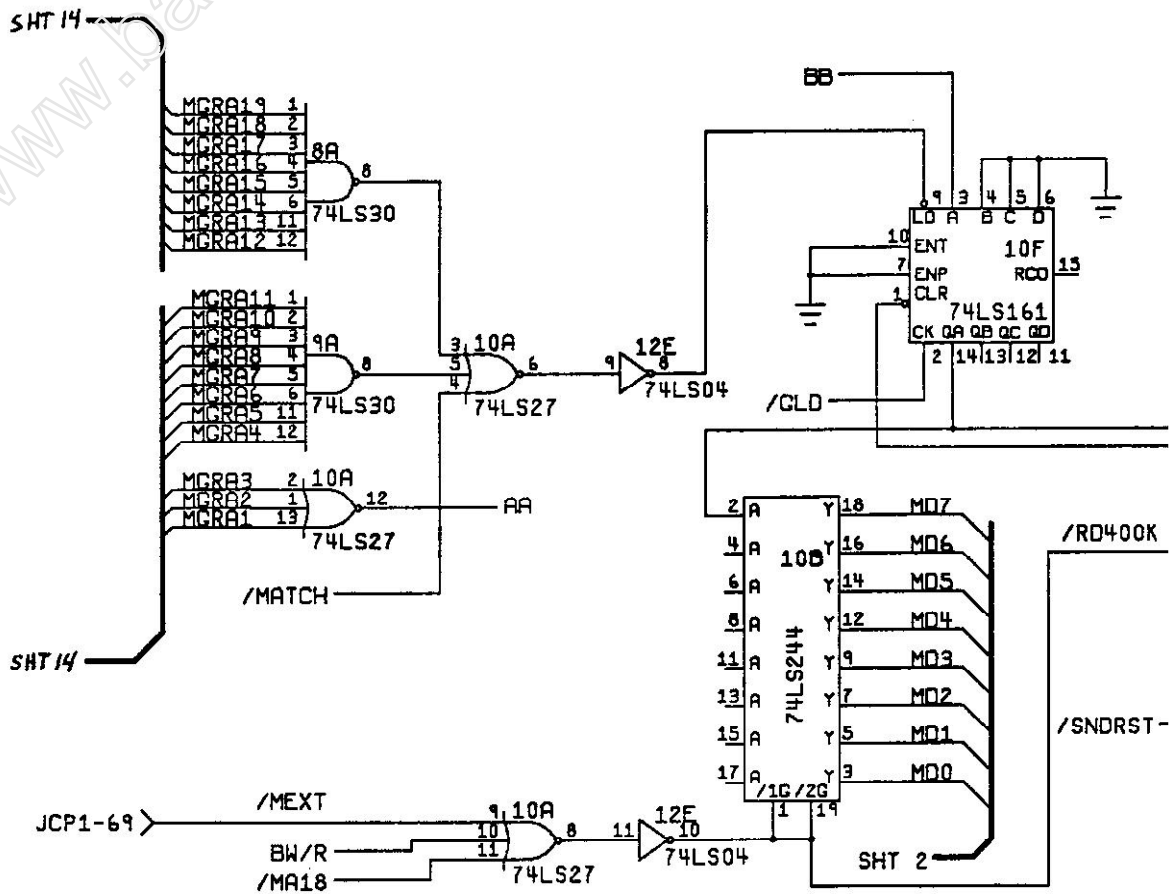 www.ba
SHT 14
MGRA19 1
MGRA18 2
MGRA17 3
MGRA16 4
MGRA15 5
MGRA14 6
MGRA13 11
MGRA12 12
8A
8
74LS30
MGRA11 1
MGRA10 2
MGRA9 3
MGRA8 4
MGRA7 5
MGRA6 6
MGRA5 11
MGRA4 12
9A
8
74LS30
MGRA3 2
MGRA2 1
MGRA1 13
10A
12
74LS27
AA
/MATCH
SHT 14
3 10A
5
4
6
74LS27
9 12E 8
74LS04
BB
9 3 4 5 6
LD A B C D
10 ENT
7 ENP
1 CLR
10F
RCO 15
74LS161
CK QA QB QC QD
2 14 13 12 11
/GLD
2 A Y 18 MD7
4 A Y 16 MD6
6 A Y 14 MD5
8 A Y 12 MD4
11 A Y 9 MD3
13 A Y 7 MD2
15 A Y 5 MD1
17 A Y 3 MD0
10B
74LS244
/1G /2G
1 19
/RD400K
/SNDRST-
SHT 2
JCP1-69
/MEXT
BW/R
/MA18
9 10A
10
11
8
74LS27
11 12E 10
74LS04